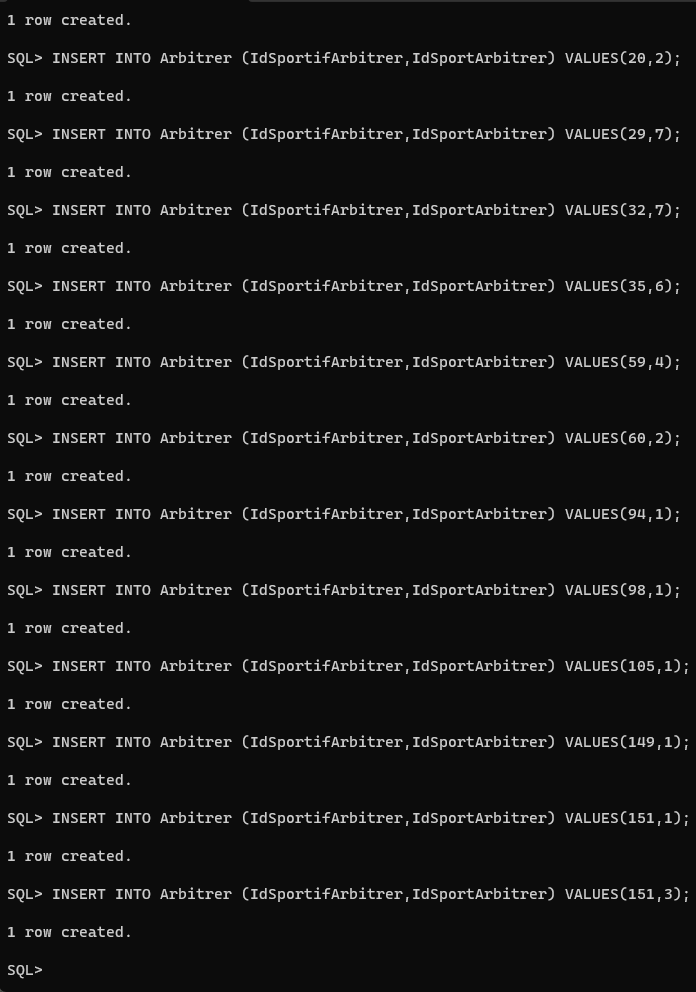 1 row created.
SQL> INSERT INTO Arbitrer (IdSportifArbitrer,IdSportArbitrer) VALUES(20,2);
1 row created.
SQL> INSERT INTO Arbitrer (IdSportifArbitrer,IdSportArbitrer) VALUES(29,7);
1 row created.
SQL> INSERT INTO Arbitrer (IdSportifArbitrer,IdSportArbitrer) VALUES(32,7);
1 row created.
SQL> INSERT INTO Arbitrer (IdSportifArbitrer,IdSportArbitrer) VALUES(35,6);
1 row created.
SQL> INSERT INTO Arbitrer (IdSportifArbitrer,IdSportArbitrer) VALUES(59,4);
1 row created.
SQL> INSERT INTO Arbitrer (IdSportifArbitrer,IdSportArbitrer) VALUES(60,2);
1 row created.
SQL> INSERT INTO Arbitrer (IdSportifArbitrer,IdSportArbitrer) VALUES(94,1);
1 row created.
SQL> INSERT INTO Arbitrer (IdSportifArbitrer,IdSportArbitrer) VALUES(98,1);
1 row created.
SQL> INSERT INTO Arbitrer (IdSportifArbitrer,IdSportArbitrer) VALUES(105,1);
1 row created.
SQL> INSERT INTO Arbitrer (IdSportifArbitrer,IdSportArbitrer) VALUES(149,1);
1 row created.
SQL> INSERT INTO Arbitrer (IdSportifArbitrer,IdSportArbitrer) VALUES(151,1);
1 row created.
SQL> INSERT INTO Arbitrer (IdSportifArbitrer,IdSportArbitrer) VALUES(151,3);
1 row created.
SQL>